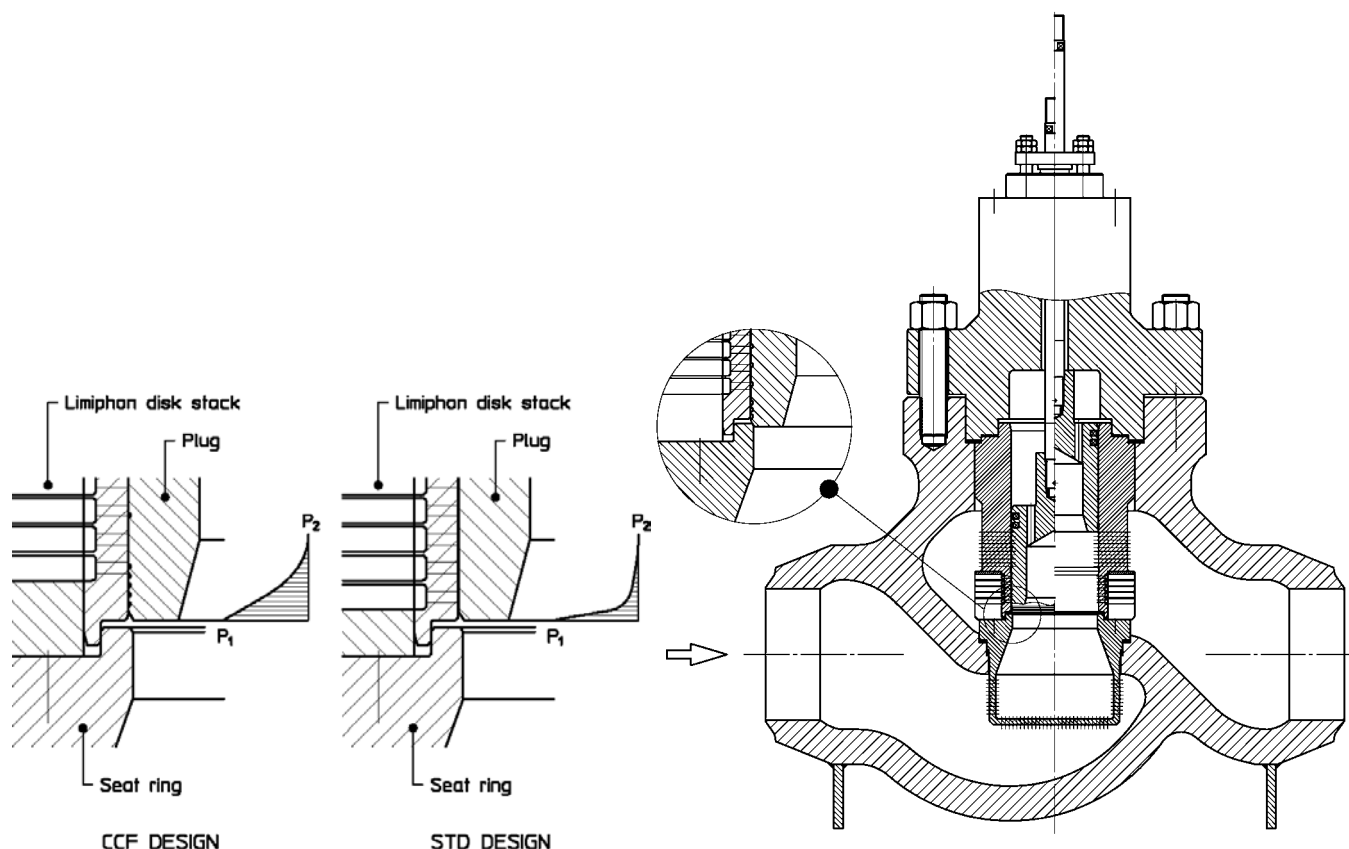 Limiphon disk stack
Plug
P2
P1
Seat ring
CCF DESIGN
Limiphon disk stack
Plug
P2
P1
Seat ring
STD DESIGN